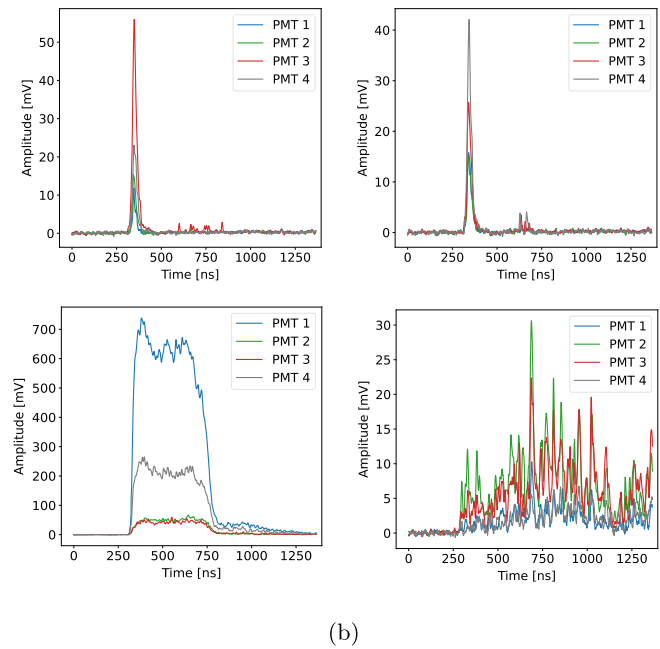 PMT 1
PMT 2
PMT 3
PMT 4
50
40
30
20
10
0
Amplitude [mV]
0 250 500 750 1000 1250
Time [ns]
PMT 1
PMT 2
PMT 3
PMT 4
40
30
20
10
0
Amplitude [mV]
0 250 500 750 1000 1250
Time [ns]
PMT 1
PMT 2
PMT 3
PMT 4
700
600
500
400
300
200
100
0
Amplitude [mV]
0 250 500 750 1000 1250
Time [ns]
PMT 1
PMT 2
PMT 3
PMT 4
30
25
20
15
10
5
0
Amplitude [mV]
0 250 500 750 1000 1250
Time [ns]
(b)